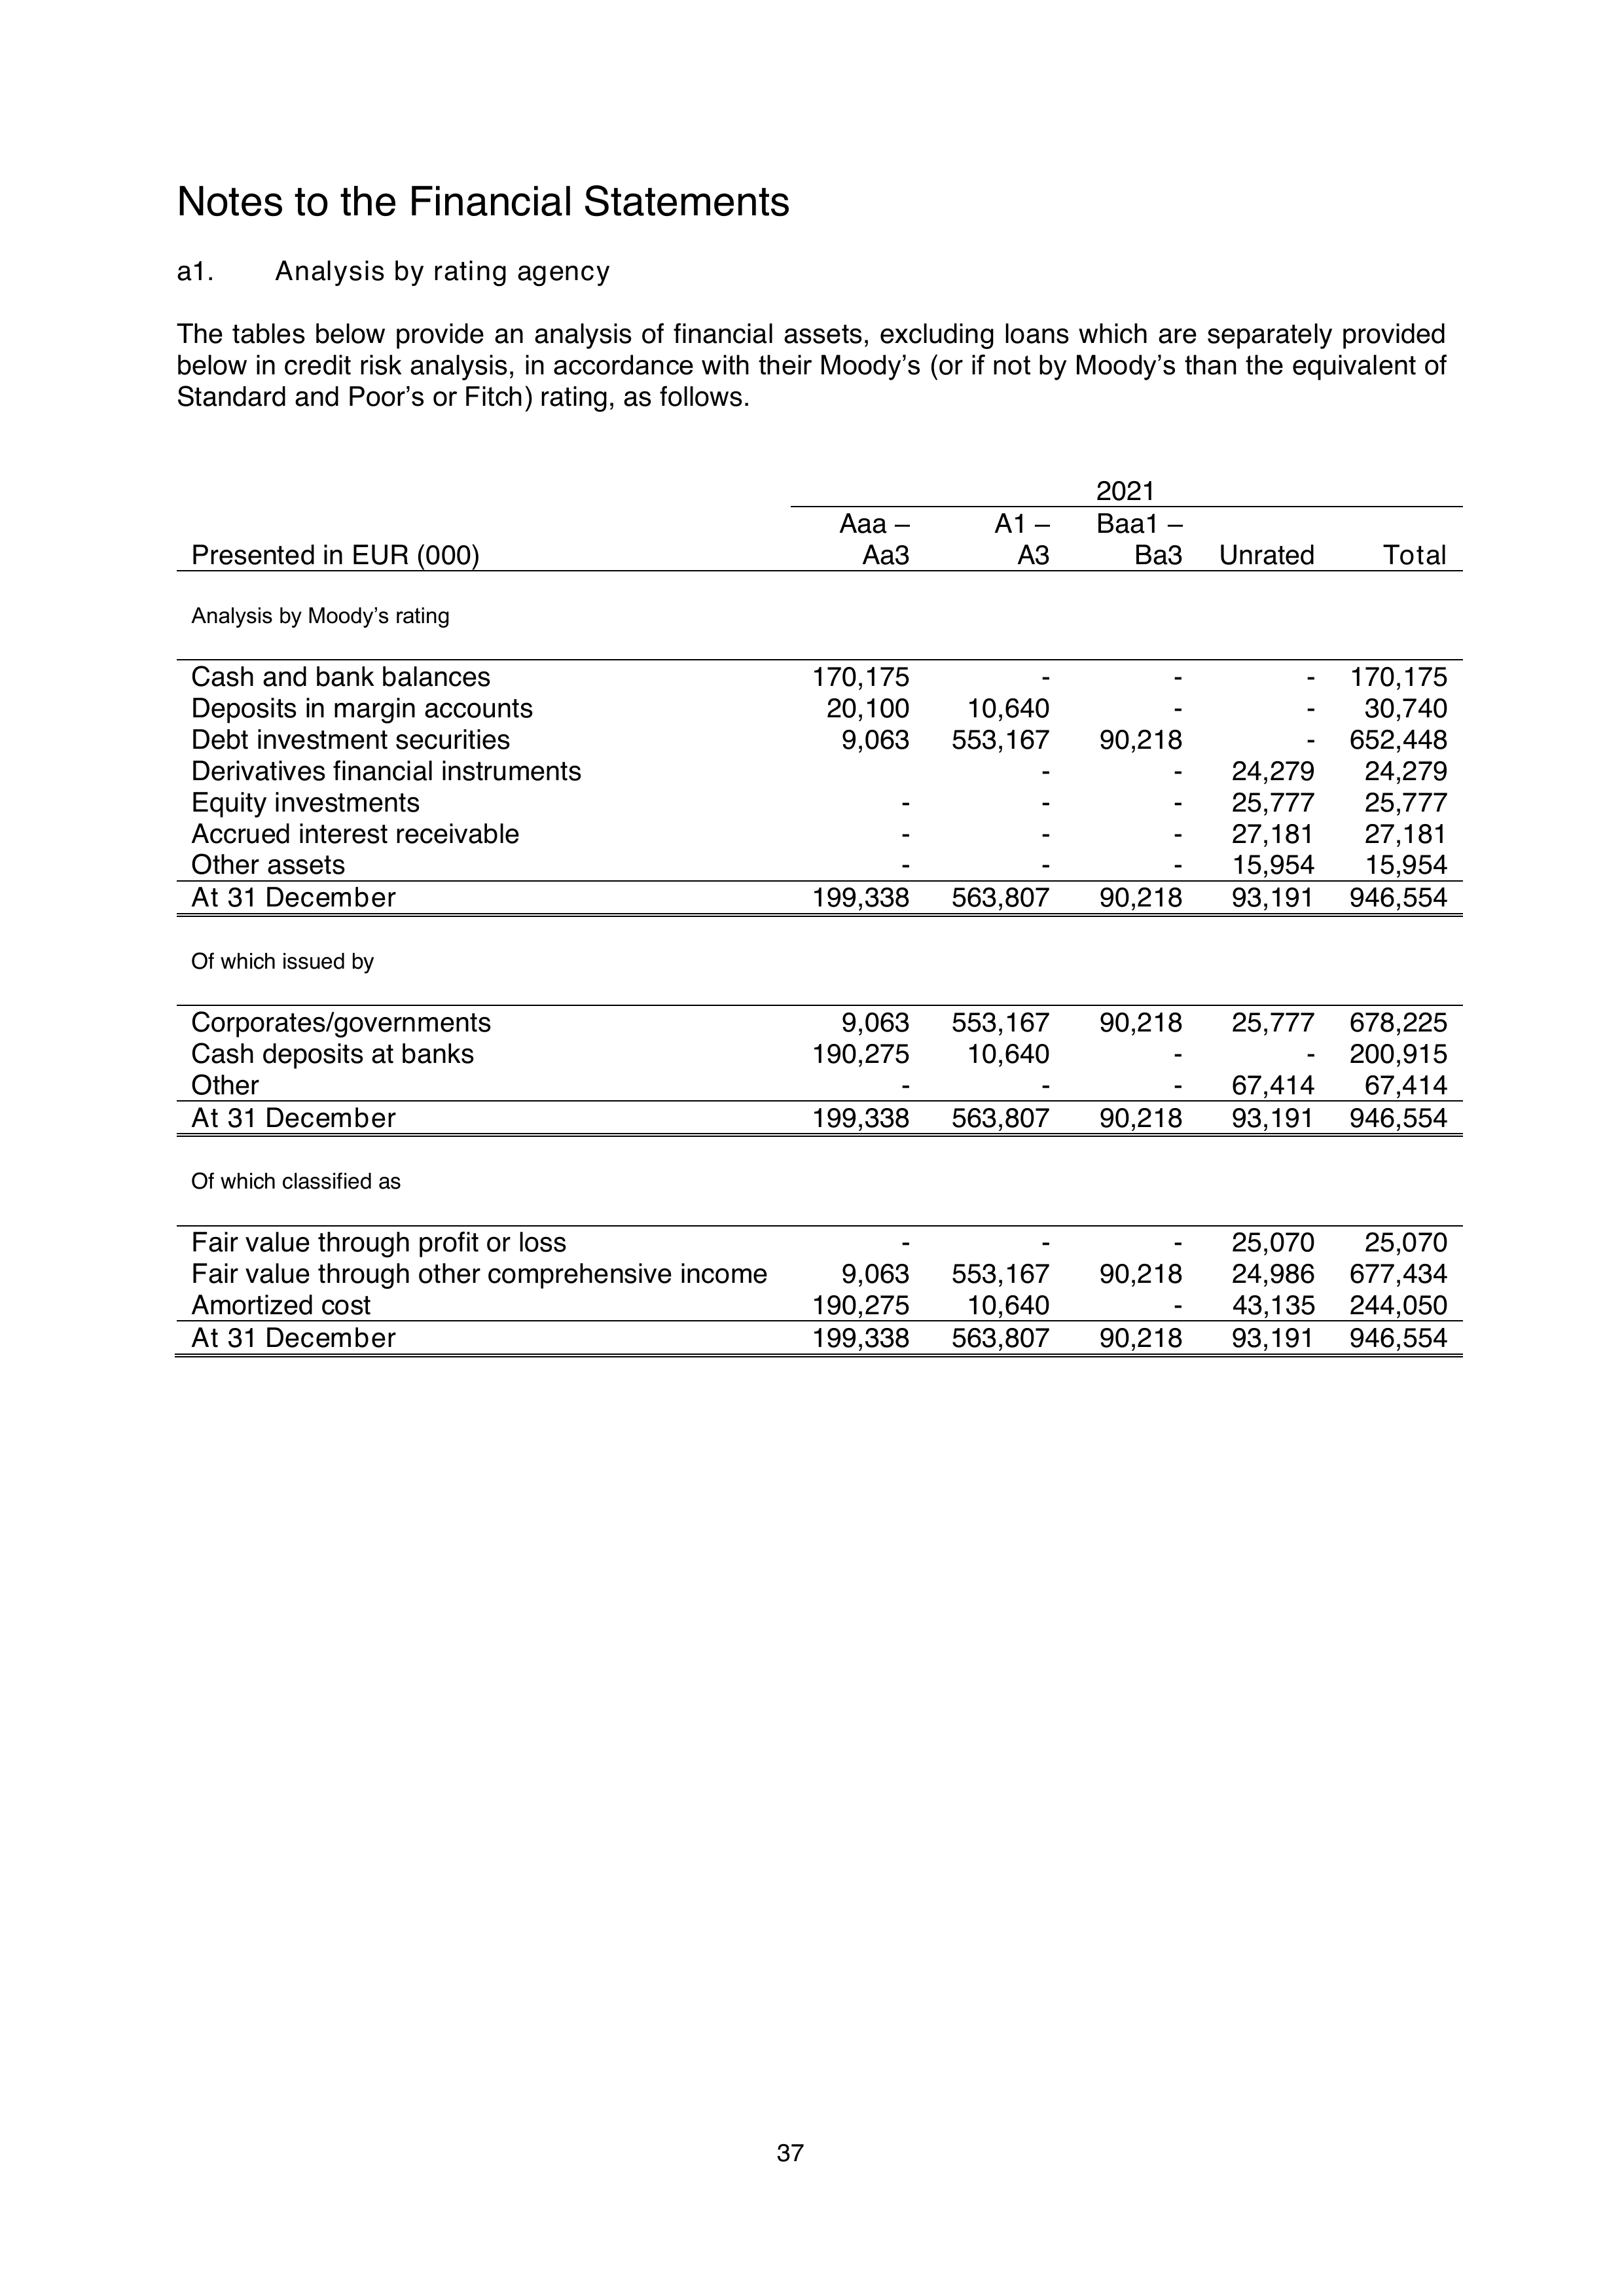 Notes to the Financial Statements
a1. Analysis by rating agency
The tables below provide an analysis of financial assets, excluding loans which are separately provided
below in credit risk analysis, in accordance with their Moody’s (or if not by Moody’s than the equivalent of
Standard and Poor’s or Fitch) rating, as follows.
2021
Aaa – A1 – Baa1 –
Presented in EUR (000) Aa3 A3 Ba3 Unrated Total
Analysis by Moody’s rating
Cash and bank balances 170,175 - - - 170,175
Deposits in margin accounts 20,100 10,640 - - 30,740
Debt investment securities 9,063 553,167 90,218 - 652,448
Derivatives financial instruments - - 24,279 24,279
Equity investments - - - 25,777 25,777
Accrued interest receivable - - - 27,181 27,181
Other assets - - - 15,954 15,954
At 31 December 199,338 563,807 90,218 93,191 946,554
Of which issued by
Corporates/governments 9,063 553,167 90,218 25,777 678,225
Cash deposits at banks 190,275 10,640 - - 200,915
Other - - - 67,414 67,414
At 31 December 199,338 563,807 90,218 93,191 946,554
Of which classified as
Fair value through profit or loss - - - 25,070 25,070
Fair value through other comprehensive income 9,063 553,167 90,218 24,986 677,434
Amortized cost 190,275 10,640 - 43,135 244,050
At 31 December 199,338 563,807 90,218 93,191 946,554
37